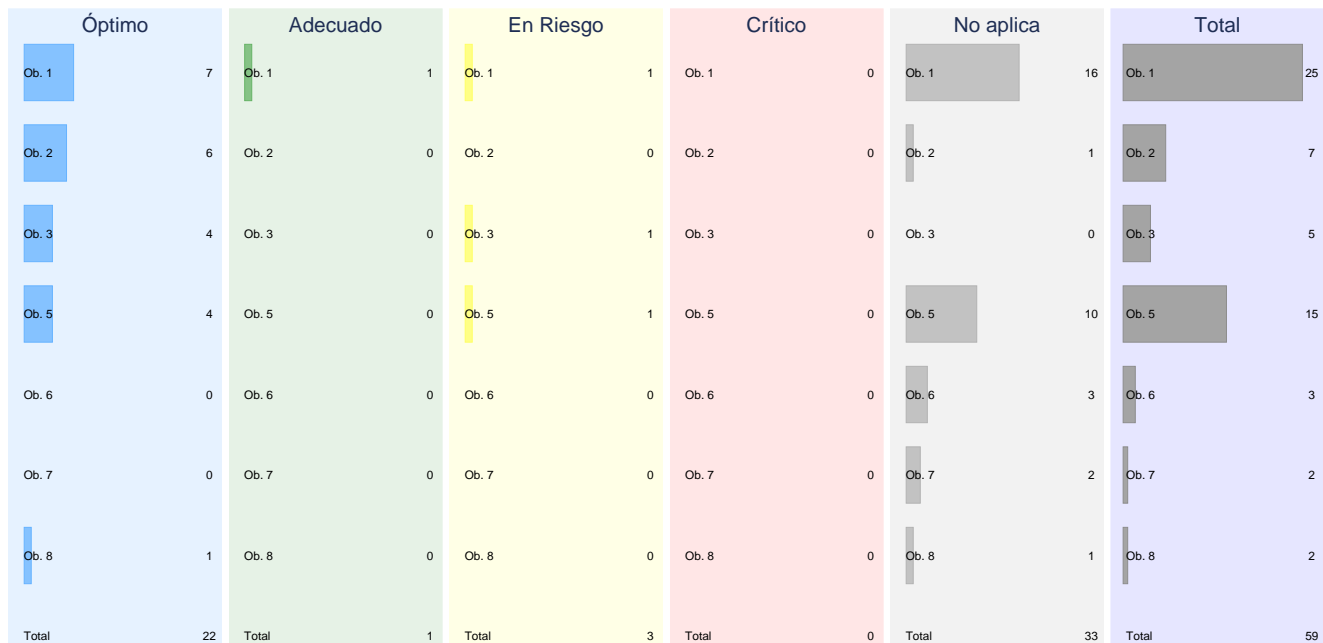 Óptimo Adecuado En Riesgo Crítico No aplica Total
Ob. 1 7 Ob. 1 1 Ob. 1 1 Ob. 1 0 Ob. 1 16 Ob. 1 25
Ob. 2 6 Ob. 2 0 Ob. 2 0 Ob. 2 0 Ob. 2 1 Ob. 2 7
Ob. 3 4 Ob. 3 0 Ob. 3 1 Ob. 3 0 Ob. 3 0 Ob. 3 5
Ob. 5 4 Ob. 5 0 Ob. 5 1 Ob. 5 0 Ob. 5 10 Ob. 5 15
Ob. 6 0 Ob. 6 0 Ob. 6 0 Ob. 6 0 Ob. 6 3 Ob. 6 3
Ob. 7 0 Ob. 7 0 Ob. 7 0 Ob. 7 0 Ob. 7 2 Ob. 7 2
Ob. 8 1 Ob. 8 0 Ob. 8 0 Ob. 8 0 Ob. 8 1 Ob. 8 2
Total 22 Total 1 Total 3 Total 0 Total 33 Total 59